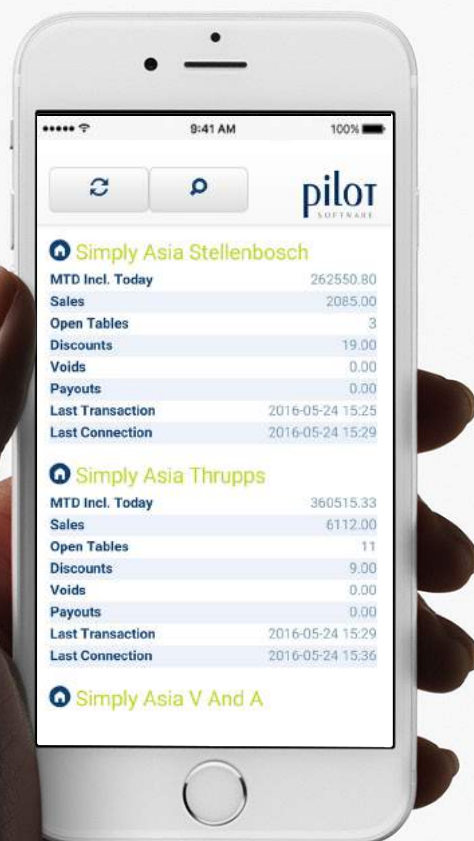 9:41 AM 100%
pilot
SOFTWARE
Simply Asia Stellenbosch
MTD Incl. Today 262550.80
Sales 2085.00
Open Tables 3
Discounts 19.00
Voids 0.00
Payouts 0.00
Last Transaction 2016-05-24 15:25
Last Connection 2016-05-24 15:29
Simply Asia Thrupps
MTD Incl. Today 360515.33
Sales 6112.00
Open Tables 11
Discounts 9.00
Voids 0.00
Payouts 0.00
Last Transaction 2016-05-24 15:29
Last Connection 2016-05-24 15:36
Simply Asia V And A